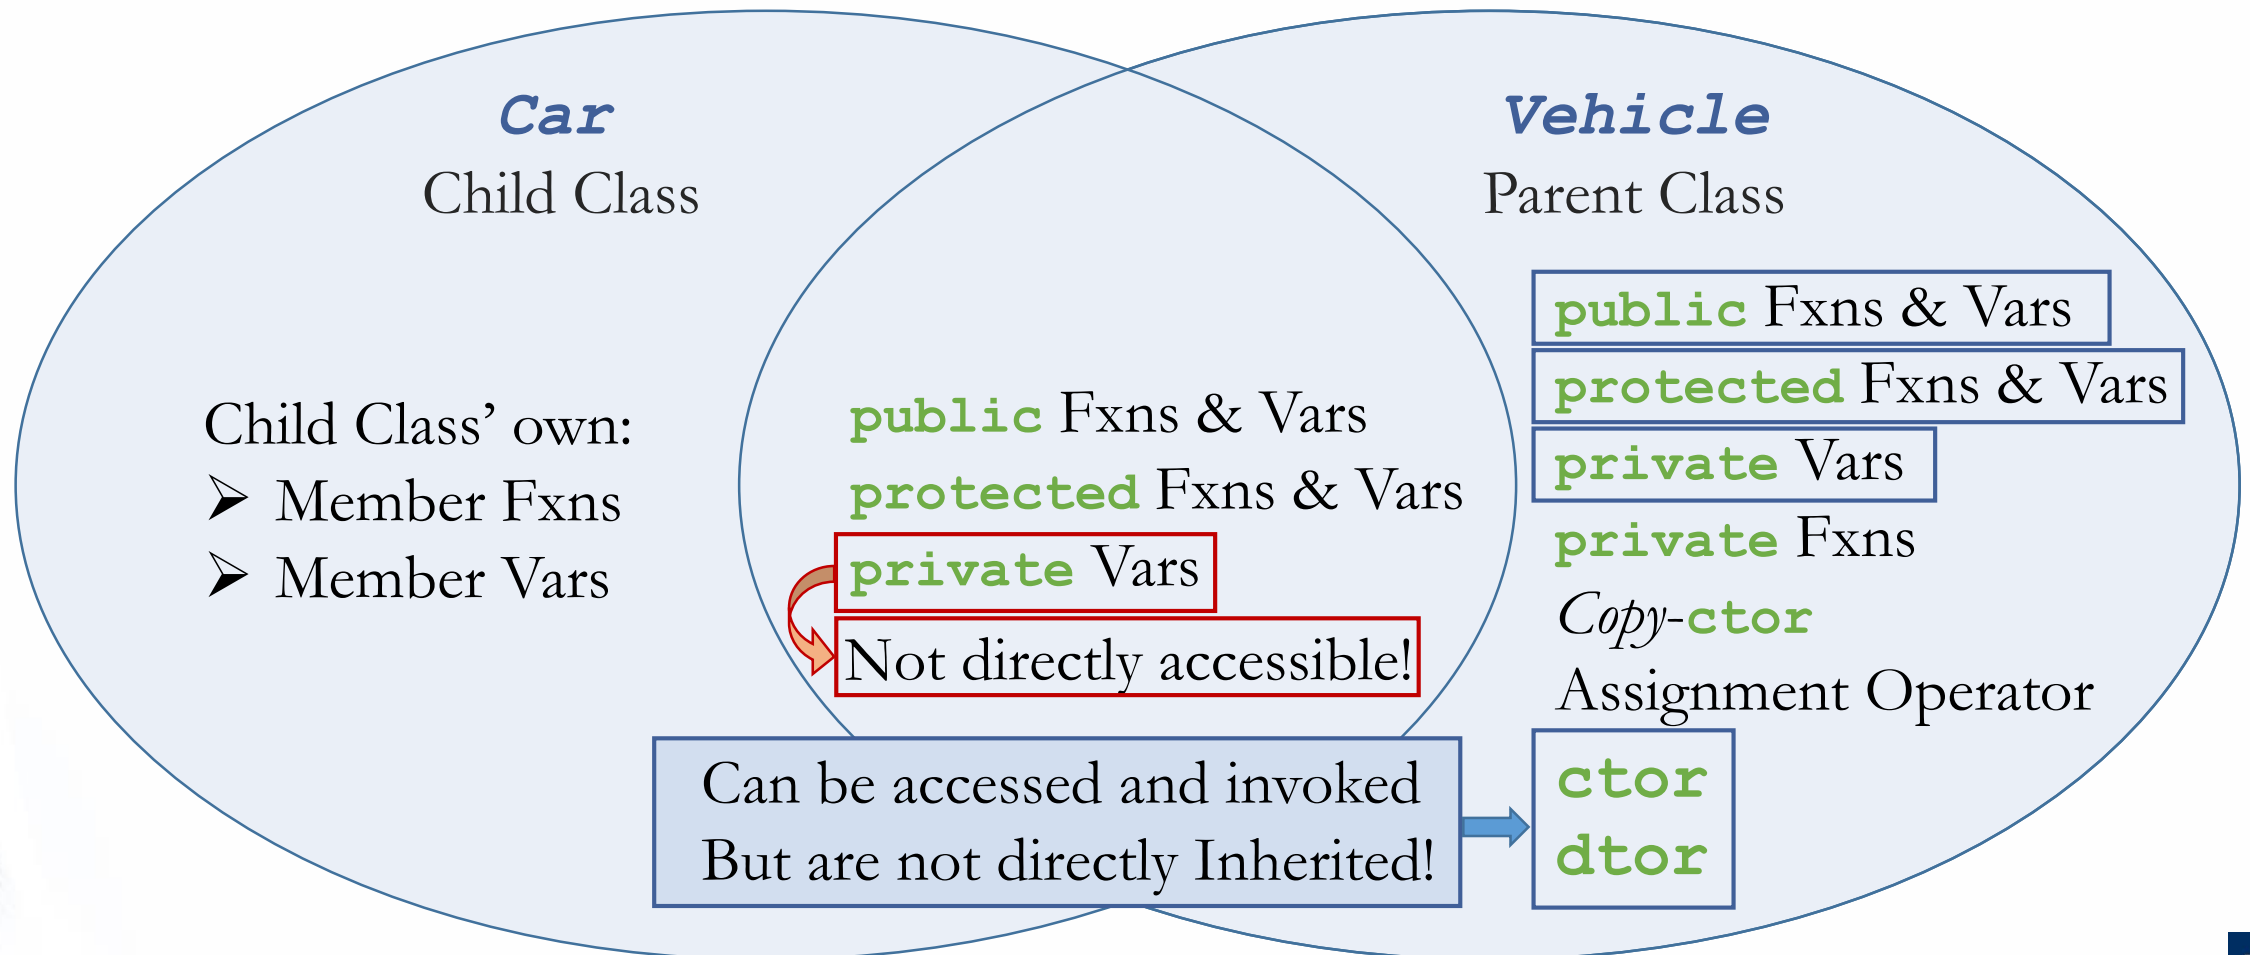 Car
Child Class
Child Class’ own:
➢ Member Fxns
➢ Member Vars
public Fxns & Vars
protected Fxns & Vars
private Vars
Not directly accessible!
Can be accessed and invoked
But are not directly Inherited!
Vehicle
Parent Class
public Fxns & Vars
protected Fxns & Vars
private Vars
private Fxns
Copy-ctor
Assignment Operator
ctor
dtor